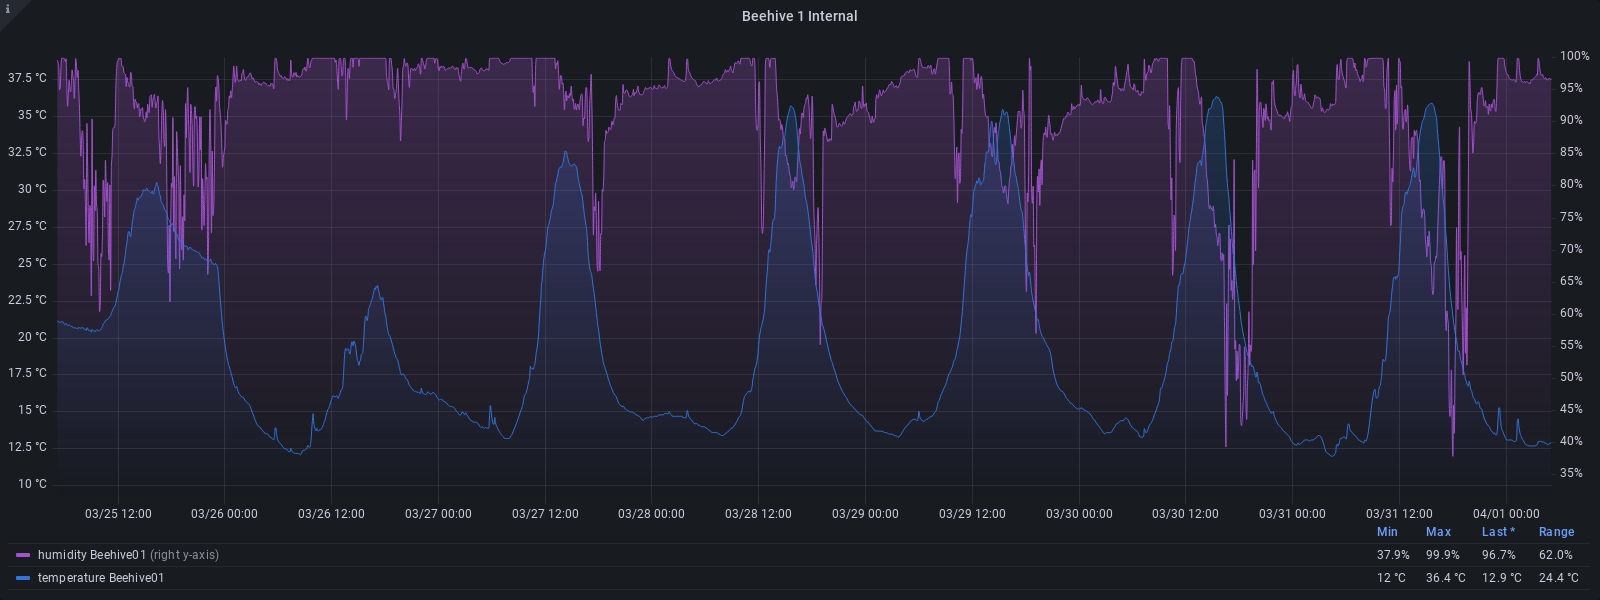 i
Beehive 1 Internal
37.5 °C
35 °C
32.5 °C
30 °C
27.5 °C
25 °C
22.5 °C
20 °C
17.5 °C
15 °C
12.5 °C
10 °C
100%
95%
90%
85%
80%
75%
70%
65%
60%
55%
50%
45%
40%
35%
03/25 12:00 03/26 00:00 03/26 12:00 03/27 00:00 03/27 12:00 03/28 00:00 03/28 12:00 03/29 00:00 03/29 12:00 03/30 00:00 03/30 12:00 03/31 00:00 03/31 12:00 04/01 00:00
Min Max Last * Range
humidity Beehive01 (right y-axis) 37.9% 99.9% 96.7% 62.0%
temperature Beehive01 12 °C 36.4 °C 12.9 °C 24.4 °C